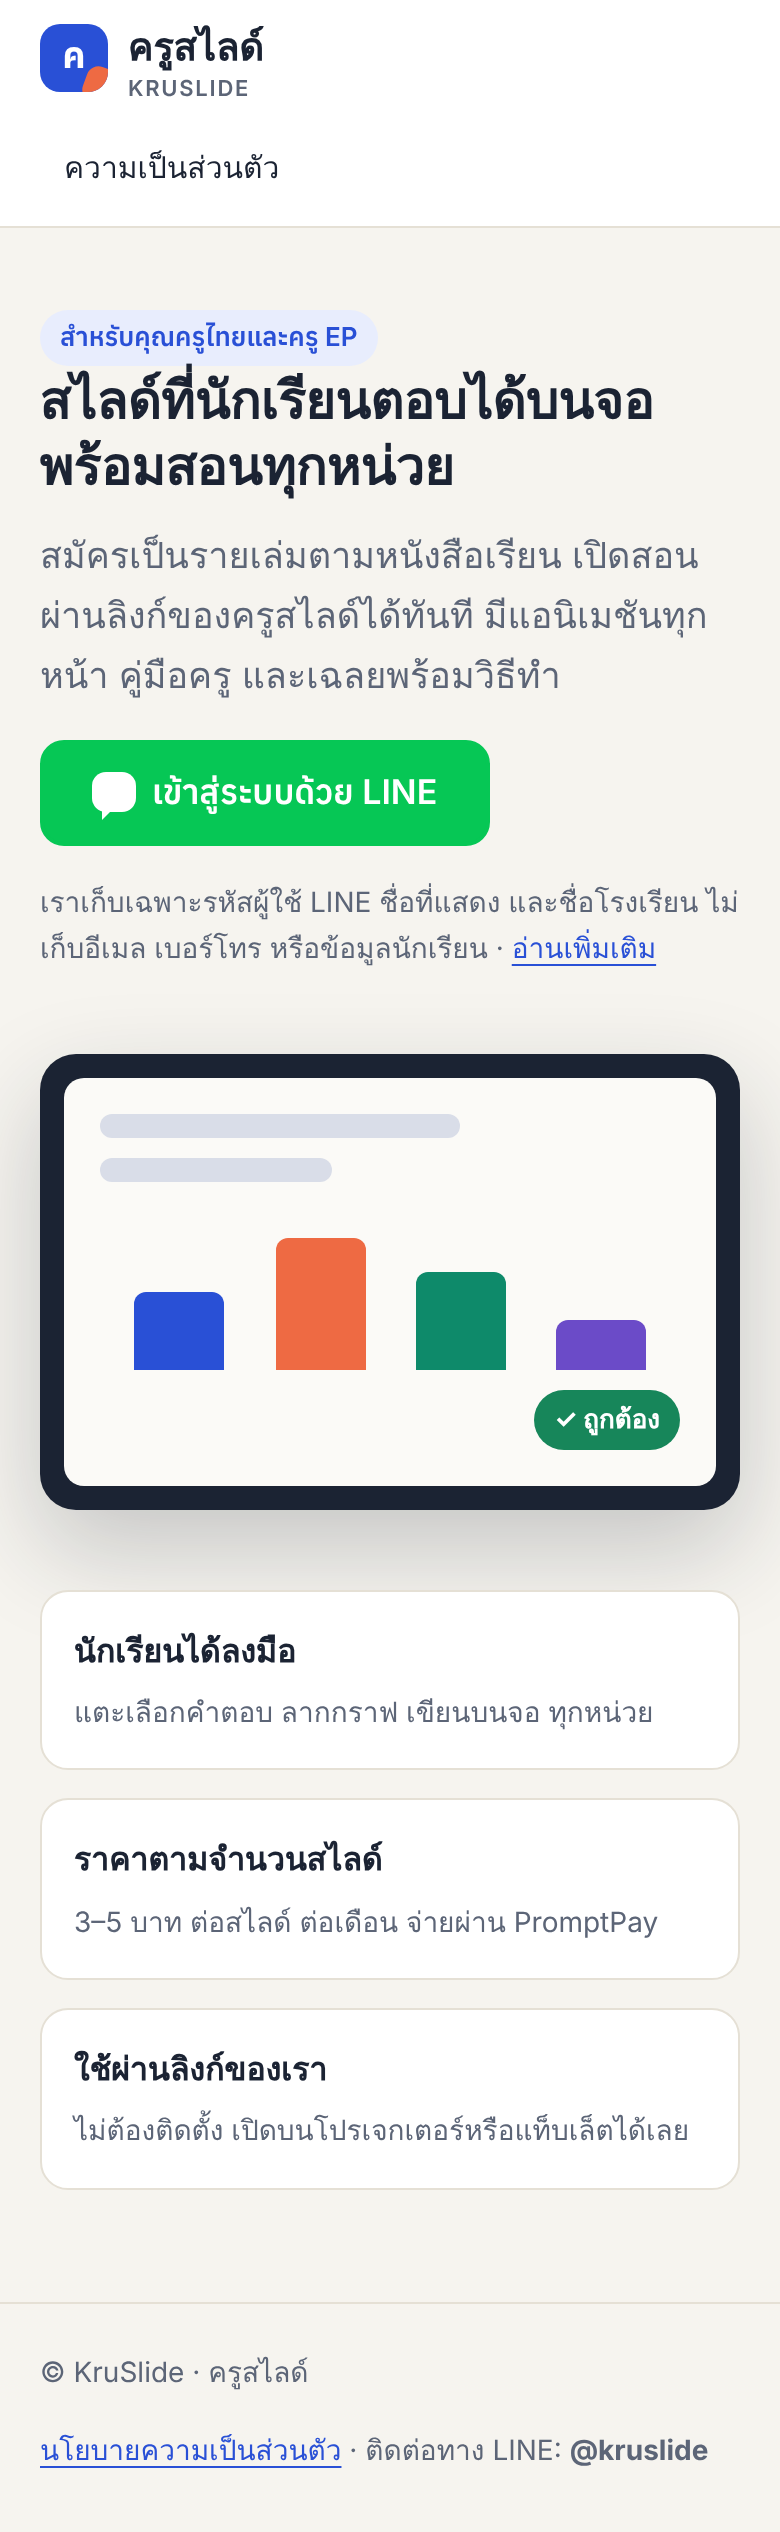 ค
ครูสไลด์
KRUSLIDE
ความเป็นส่วนตัว
สำหรับคุณครูไทยและครู EP
สไลด์ที่นักเรียนตอบได้บนจอ
พร้อมสอนทุกหน่วย
สมัครเป็นรายเล่มตามหนังสือเรียน เปิดสอน
ผ่านลิงก์ของครูสไลด์ได้ทันที มีแอนิเมชันทุก
หน้า คู่มือครู และเฉลยพร้อมวิธีทำ
เข้าสู่ระบบด้วย LINE
เราเก็บเฉพาะรหัสผู้ใช้ LINE ชื่อที่แสดง และชื่อโรงเรียน ไม่
เก็บอีเมล เบอร์โทร หรือข้อมูลนักเรียน · อ่านเพิ่มเติม
✓ ถูกต้อง
นักเรียนได้ลงมือ
แตะเลือกคำตอบ ลากกราฟ เขียนบนจอ ทุกหน่วย
ราคาตามจำนวนสไลด์
3–5 บาท ต่อสไลด์ ต่อเดือน จ่ายผ่าน PromptPay
ใช้ผ่านลิงก์ของเรา
ไม่ต้องติดตั้ง เปิดบนโปรเจกเตอร์หรือแท็บเล็ตได้เลย
© KruSlide · ครูสไลด์
นโยบายความเป็นส่วนตัว · ติดต่อทาง LINE: @kruslide